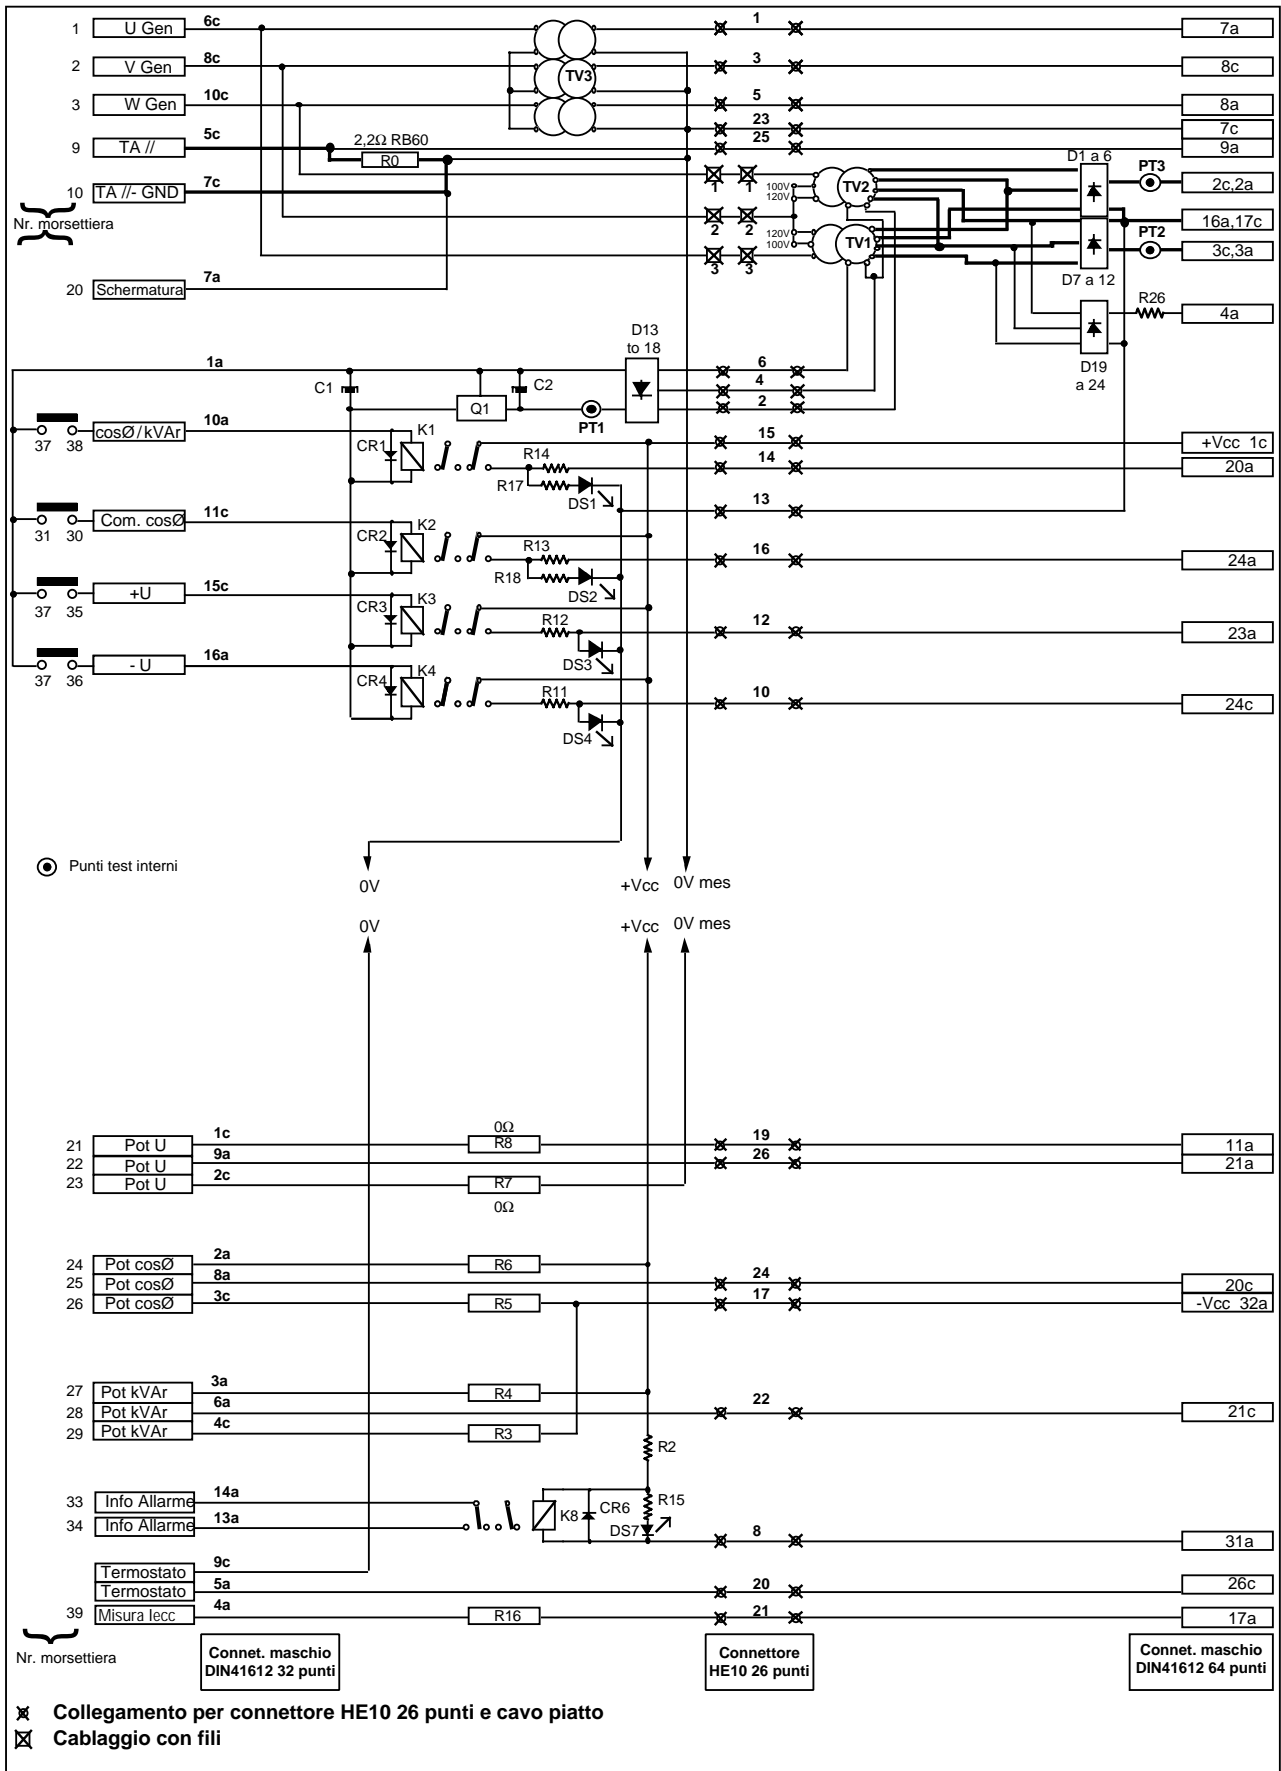 1 U Gen 6c 1 7a
2 V Gen 8c TV3 3 8c
3 W Gen 10c 5 8a
23 7c
9 TA // 5c 2,2Ω RB60 R0 25 9a
10 TA //- GND 7c
Nr. morsettiera
1 1 100V 120V TV2 D1 a 6 PT3 2c,2a
2 2 16a,17c
120V 100V TV1 PT2 3c,3a
3 3 D7 a 12
20 Schermatura 7a
R26 4a
D19 a 24
D13 to 18
1a C1 C2 6
4
Q1 PT1 2
37 38 cosØ/kVAr 10a CR1 K1 15 +Vcc 1c
R14 14 20a
R17 DS1
13
31 30 Com. cosØ 11c CR2 K2
R13 16 24a
R18 DS2
37 35 +U 15c CR3 K3
R12 12 23a
DS3
37 36 - U 16a CR4 K4
R11 10 24c
DS4
Punti test interni
0V +Vcc 0V mes
0V +Vcc 0V mes
21 Pot U 1c 0Ω R8 19 11a
22 Pot U 9a 26 21a
23 Pot U 2c R7 0Ω
24 Pot cosØ 2a R6
25 Pot cosØ 8a 24 20c
26 Pot cosØ 3c R5 17 -Vcc 32a
27 Pot kVAr 3a R4
28 Pot kVAr 6a 22 21c
29 Pot kVAr 4c R3
R2
33 Info Allarme 14a K8 CR6 R15
34 Info Allarme 13a DS7 8 31a
Termostato 9c
Termostato 5a 20 26c
39 Misura Iecc 4a R16 21 17a
Nr. morsettiera
Connet. maschio
DIN41612 32 punti
Connettore
HE10 26 punti
Connet. maschio
DIN41612 64 punti
Collegamento per connettore HE10 26 punti e cavo piatto
Cablaggio con fili